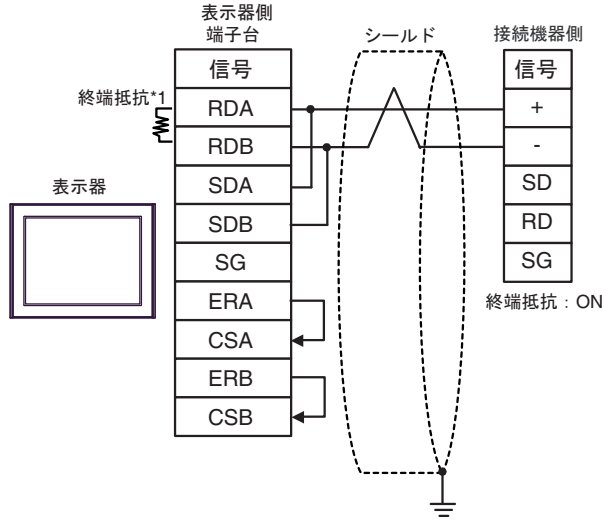 表示器側
端子台
シールド
接続機器側
信号
信号
終端抵抗*1
RDA
+
RDB
-
表示器
SDA
SD
SDB
RD
SG
SG
終端抵抗：ON
ERA
CSA
ERB
CSB